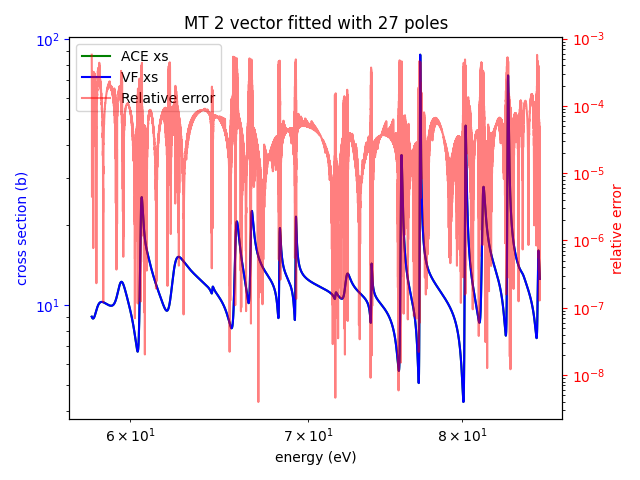 MT 2 vector fitted with 27 poles
ACE xs
VF xs
Relative error
cross section (b)
10²
10¹
relative error
10⁻³
10⁻⁴
10⁻⁵
10⁻⁶
10⁻⁷
10⁻⁸
6 × 10¹
7 × 10¹
8 × 10¹
energy (eV)